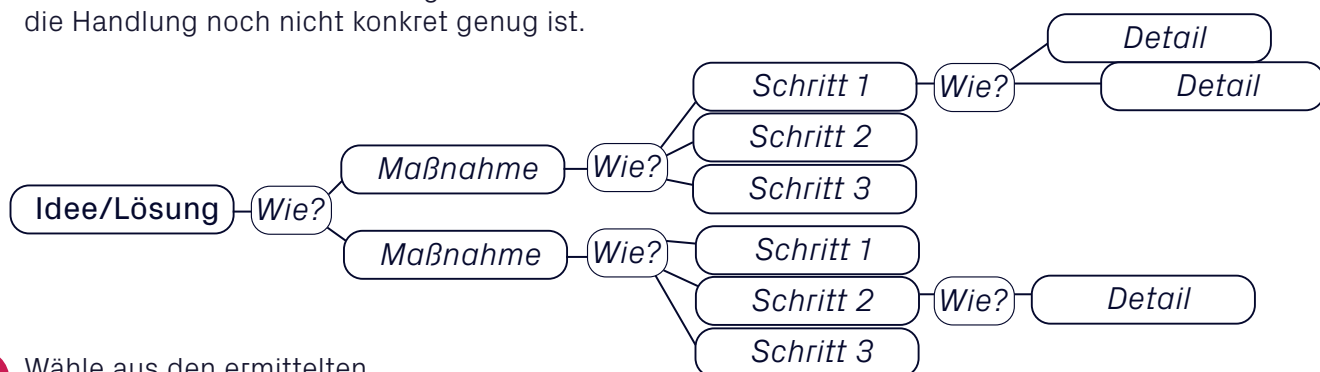 die Handlung noch nicht konkret genug ist.
Detail
Schritt 1 Wie? Detail
Schritt 2
Maßnahme Wie?
Schritt 3
Idee/Lösung Wie?
Schritt 1
Maßnahme Wie?
Schritt 2 Wie? Detail
Schritt 3
Wähle aus den ermittelten